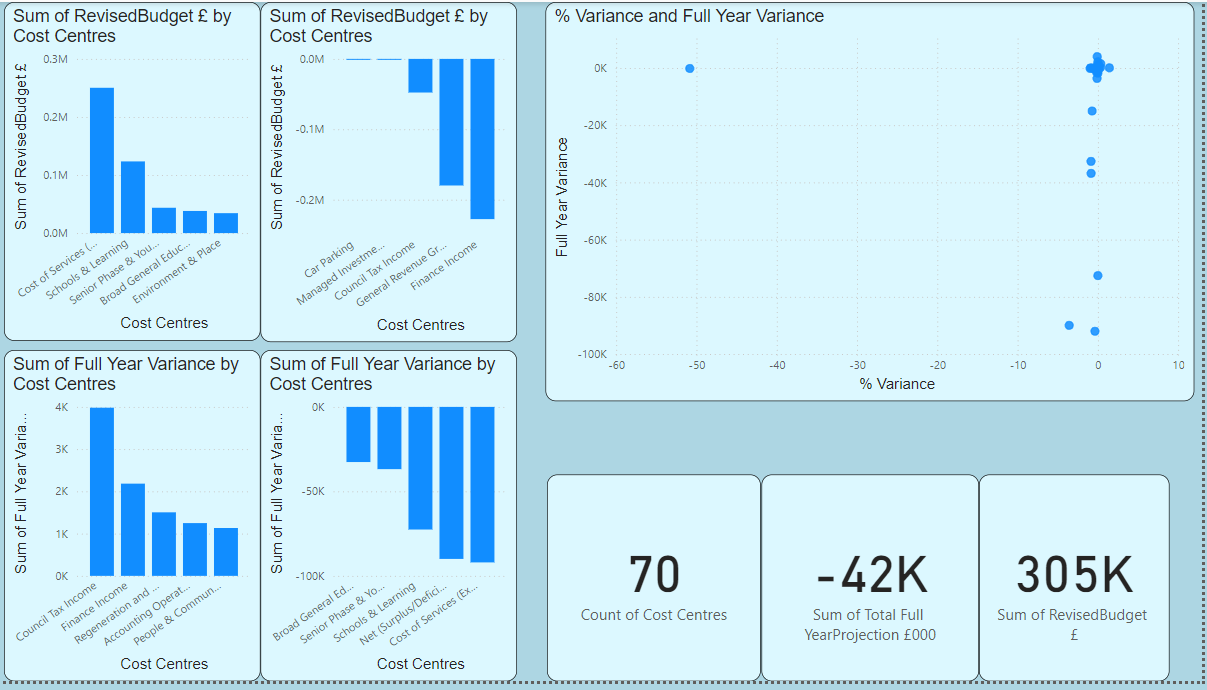 Sum of RevisedBudget £ by
Cost Centres
Sum of RevisedBudget £
0.3M
0.2M
0.1M
0.0M
Cost of Services (...
Schools & Learning
Senior Phase & You...
Broad General Educ...
Environment & Place
Cost Centres
Sum of RevisedBudget £ by
Cost Centres
Sum of RevisedBudget £
0.0M
-0.1M
-0.2M
Car Parking
Managed Investme...
Council Tax Income
General Revenue Gr...
Finance Income
Cost Centres
% Variance and Full Year Variance
Full Year Variance
0K
-20K
-40K
-60K
-80K
-100K
-60
-50
-40
-30
-20
-10
0
10
% Variance
Sum of Full Year Variance by
Cost Centres
Sum of Full Year Varia...
4K
3K
2K
1K
0K
Council Tax Income
Finance Income
Regeneration and ...
Accounting Operat...
People & Commun...
Cost Centres
Sum of Full Year Variance by
Cost Centres
Sum of Full Year Varia...
0K
-50K
-100K
Broad General Ed...
Senior Phase & Yo...
Schools & Learning
Net (Surplus/Defici...
Cost of Services (Ex...
Cost Centres
70
Count of Cost Centres
-42K
Sum of Total Full
YearProjection £000
305K
Sum of RevisedBudget
£